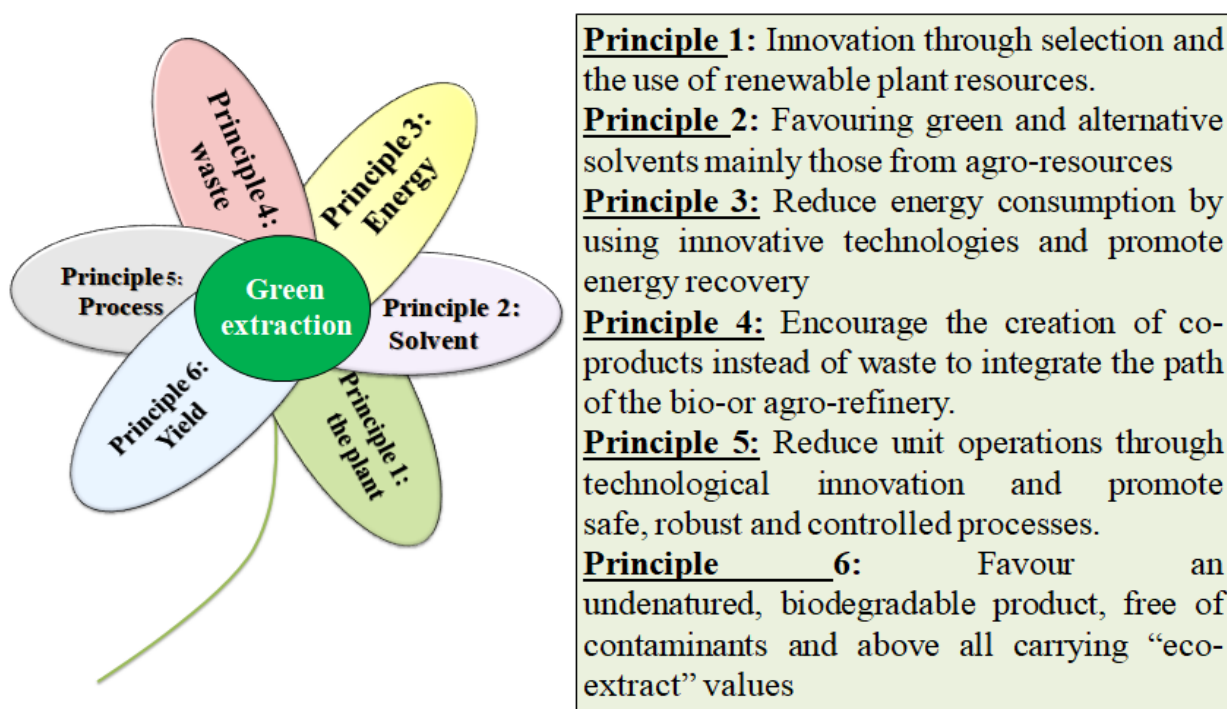 Principle 4:
waste
Principle 3:
Energy
Principle 5:
Process
Green
extraction
Principle 2:
Solvent
Principle 6:
Yield
Principle 1:
the plant
Principle 1: Innovation through selection and
the use of renewable plant resources.
Principle 2: Favouring green and alternative
solvents mainly those from agro-resources
Principle 3: Reduce energy consumption by
using innovative technologies and promote
energy recovery
Principle 4: Encourage the creation of co-
products instead of waste to integrate the path
of the bio-or agro-refinery.
Principle 5: Reduce unit operations through
technological innovation and promote
safe, robust and controlled processes.
Principle 6: Favour an
undenatured, biodegradable product, free of
contaminants and above all carrying “eco-
extract” values